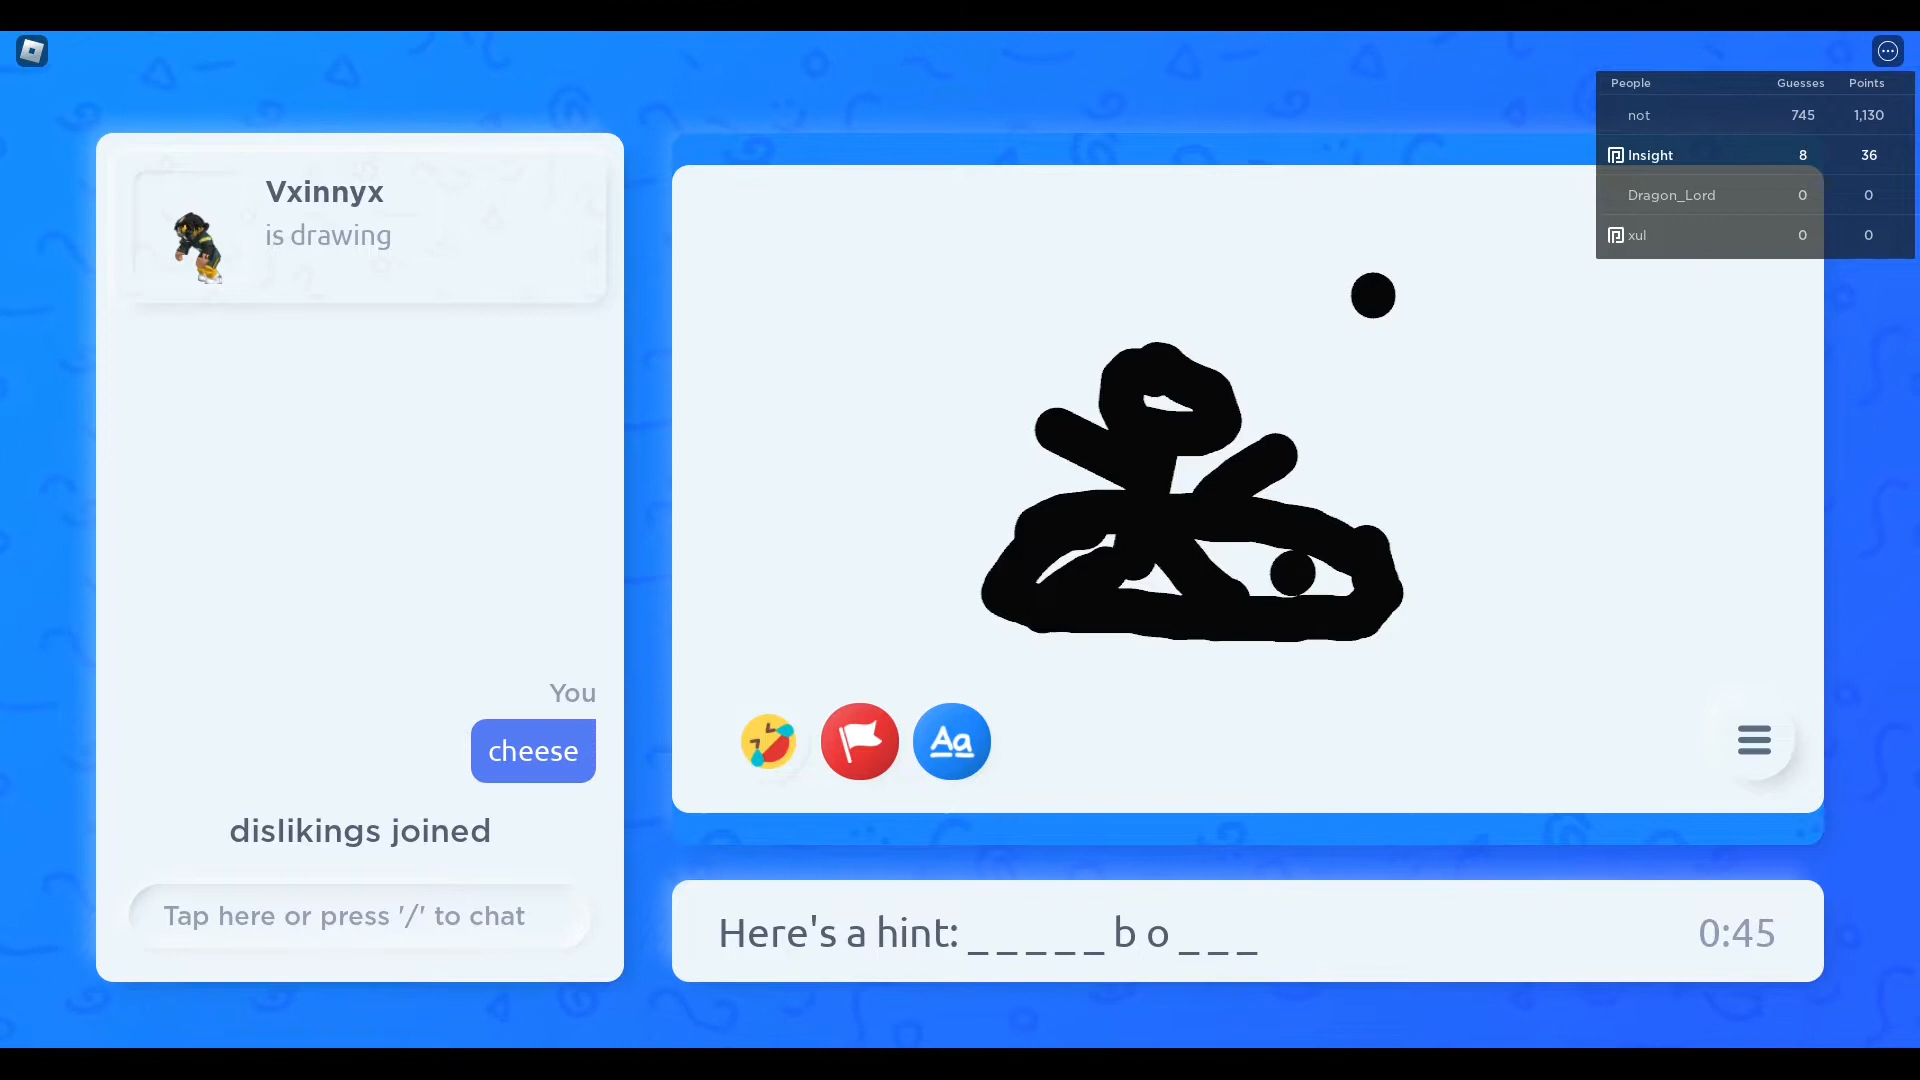 People Guesses Points
not 745 1,130
Insight 8 36
Dragon_Lord 0 0
xul 0 0
Vxinnyx
is drawing
You
cheese
dislikings joined
Tap here or press '/' to chat
Aa
Here's a hint: _ _ _ _ _ b o _ _ _
0:45